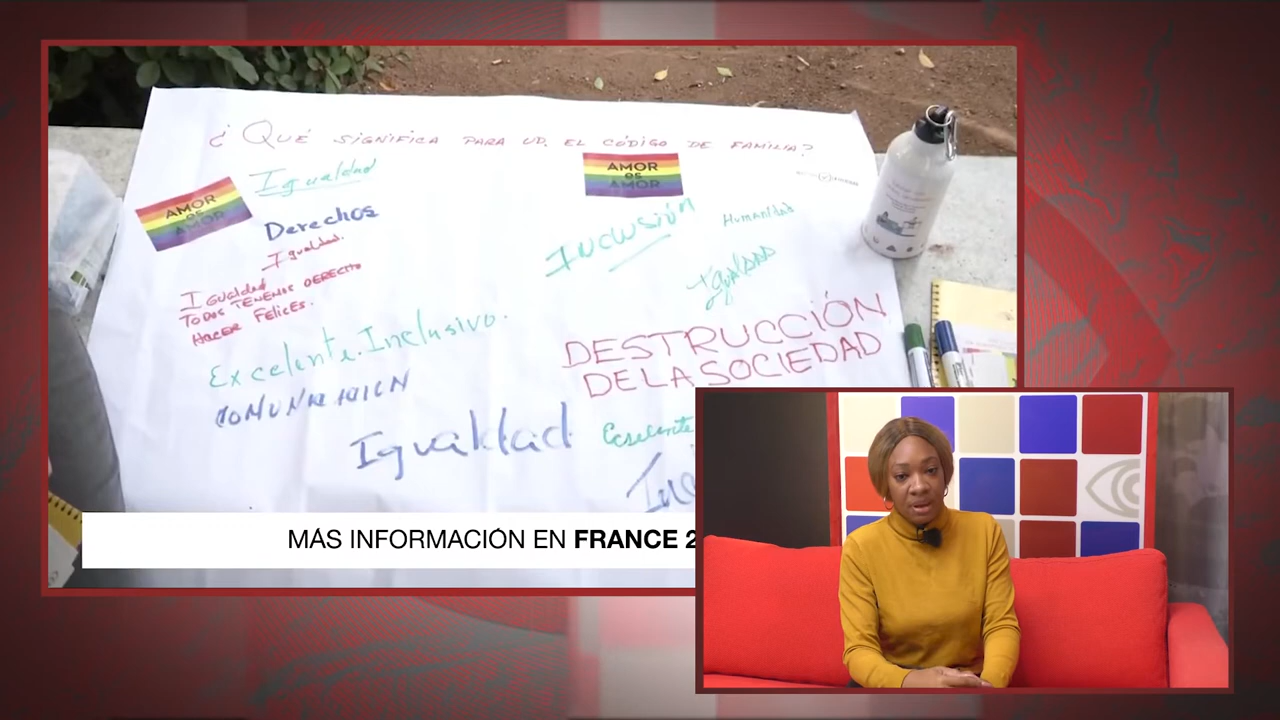 ¿QUÉ SIGNIFICA PARA UD. EL CÓDIGO DE FAMILIA?
AMOR
es
AMOR
Igualdad
Derechos
Igualdad.
IGUALDAD
TODOS TENEMOS DERECHO
HACER FELICES.
Excelente. Inclusivo.
Igualdad
AMOR
es
AMOR
INCLUSIÓN
Humanidad
Igualdad
DESTRUCCIÓN
DE LA SOCIEDAD
MÁS INFORMACIÓN EN FRANCE 2